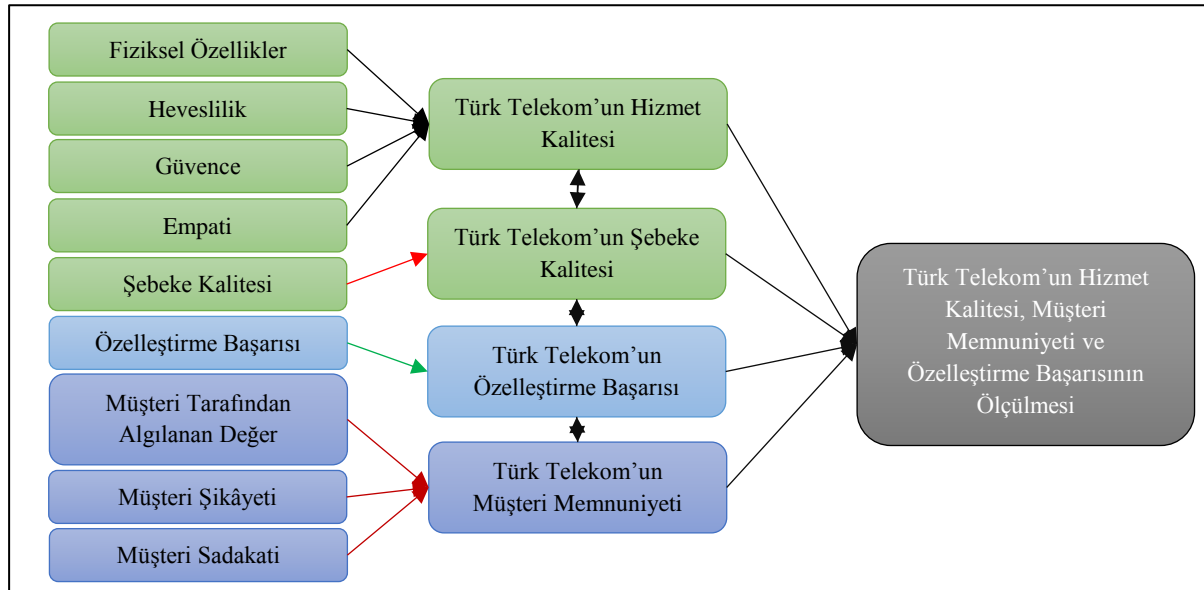 Fiziksel Özellikler
Heveslilik
Güvence
Empati
Şebeke Kalitesi
Özelleştirme Başarısı
Müşteri Tarafından
Algılanan Değer
Müşteri Şikâyeti
Müşteri Sadakati
Türk Telekom’un Hizmet
Kalitesi
Türk Telekom’un Şebeke
Kalitesi
Türk Telekom’un
Özelleştirme Başarısı
Türk Telekom’un
Müşteri Memnuniyeti
Türk Telekom’un Hizmet
Kalitesi, Müşteri
Memnuniyeti ve
Özelleştirme Başarısının
Ölçülmesi